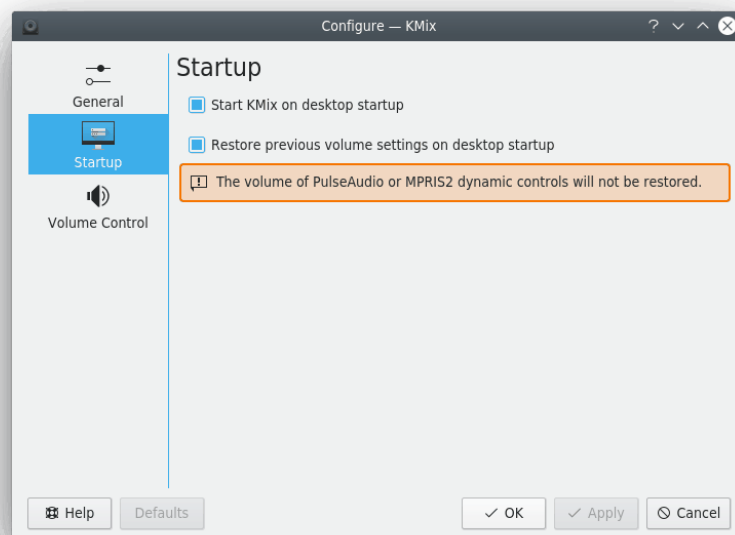 Configure — KMix
General
Startup
Volume Control
Startup
Start KMix on desktop startup
Restore previous volume settings on desktop startup
The volume of PulseAudio or MPRIS2 dynamic controls will not be restored.
Help
Defaults
OK
Apply
Cancel